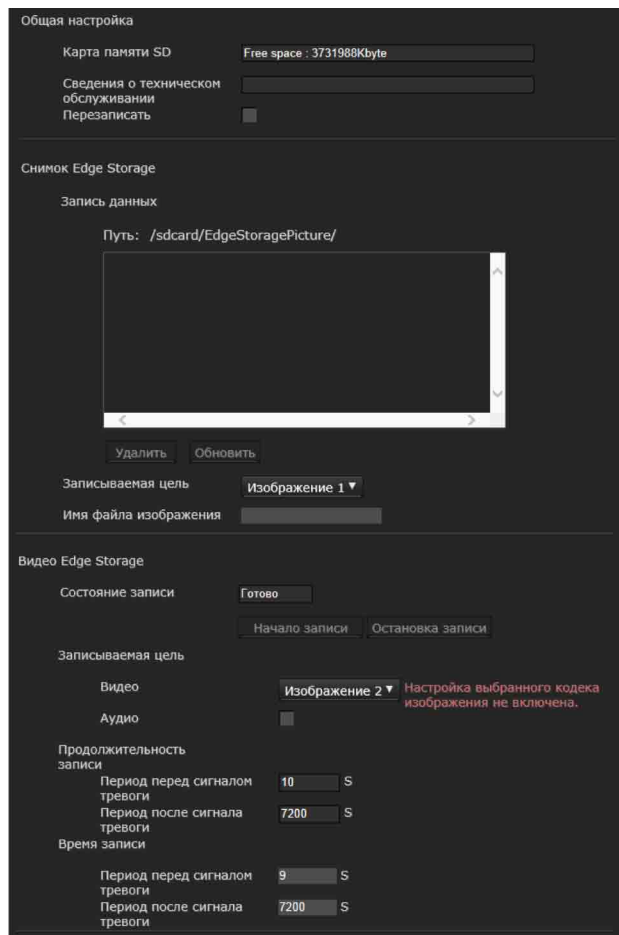 Общая настройка
Карта памяти SD
Free space : 3731988Kbyte
Сведения о техническом
обслуживании
Перезаписать
Снимок Edge Storage
Запись данных
Путь: /sdcard/EdgeStoragePicture/
Удалить Обновить
Записываемая цель Изображение 1
Имя файла изображения
Видео Edge Storage
Состояние записи Готово
Начало записи Остановка записи
Записываемая цель
Видео Изображение 2 Настройка выбранного кодека
изображения не включена.
Аудио
Продолжительность
записи
Период перед сигналом 10 S
тревоги
Период после сигнала 7200 S
тревоги
Время записи
Период перед сигналом 9 S
тревоги
Период после сигнала 7200 S
тревоги